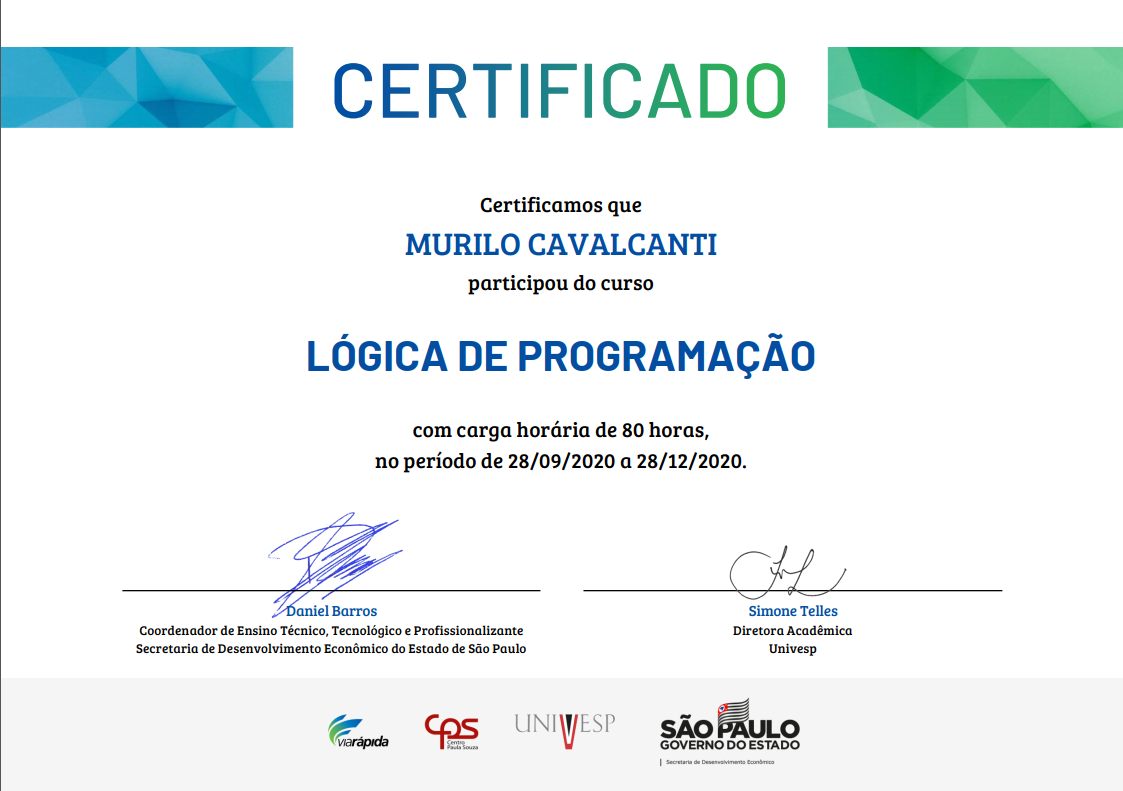 CERTIFICADO
Certificamos que
MURILO CAVALCANTI
participou do curso
LÓGICA DE PROGRAMAÇÃO
com carga horária de 80 horas,
no período de 28/09/2020 a 28/12/2020.
Daniel Barros
Coordenador de Ensino Técnico, Tecnológico e Profissionalizante
Secretaria de Desenvolvimento Econômico do Estado de São Paulo
Simone Telles
Diretora Acadêmica
Univesp
viarápida
CPS
Centro
Paula Souza
UNIVESP
SÃO PAULO
GOVERNO DO ESTADO
Secretaria de Desenvolvimento Econômico